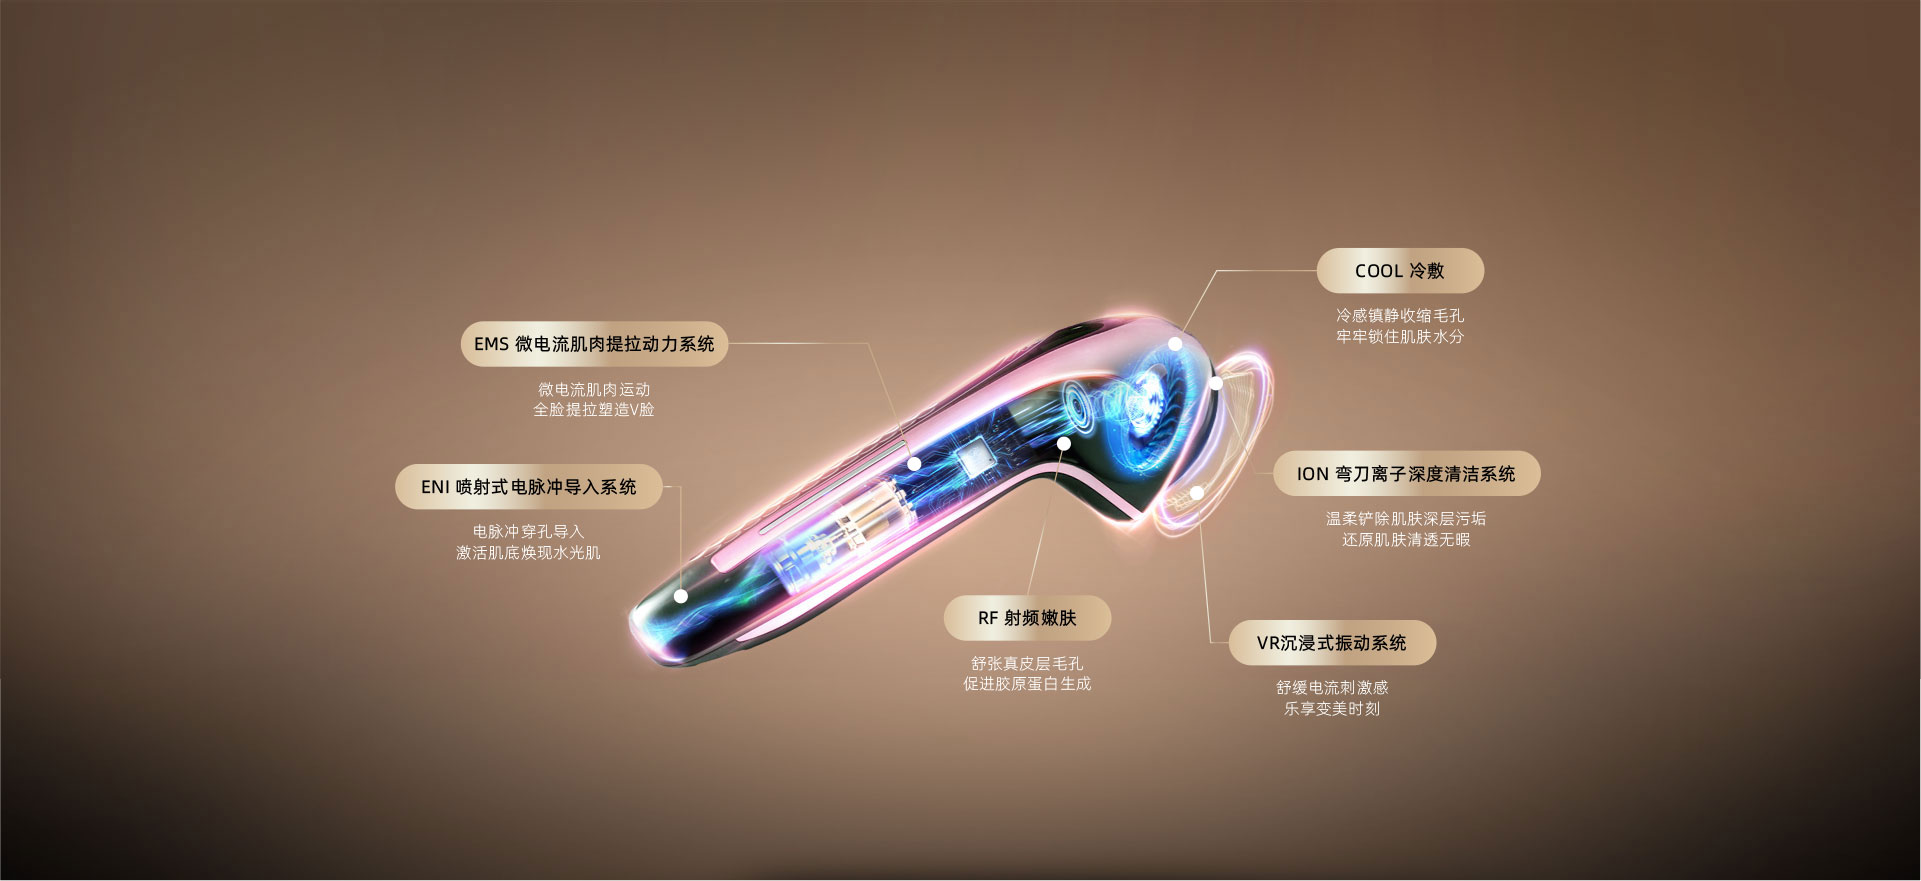 COOL 冷敷
冷感镇静收缩毛孔
牢牢锁住肌肤水分
EMS 微电流肌肉提拉动力系统
微电流肌肉运动
全脸提拉塑造V脸
ENI 喷射式电脉冲导入系统
电脉冲穿孔导入
激活肌底焕现水光肌
ION 弯刀离子深度清洁系统
温柔铲除肌肤深层污垢
还原肌肤清透无暇
RF 射频嫩肤
舒张真皮层毛孔
促进胶原蛋白生成
VR沉浸式振动系统
舒缓电流刺激感
乐享变美时刻